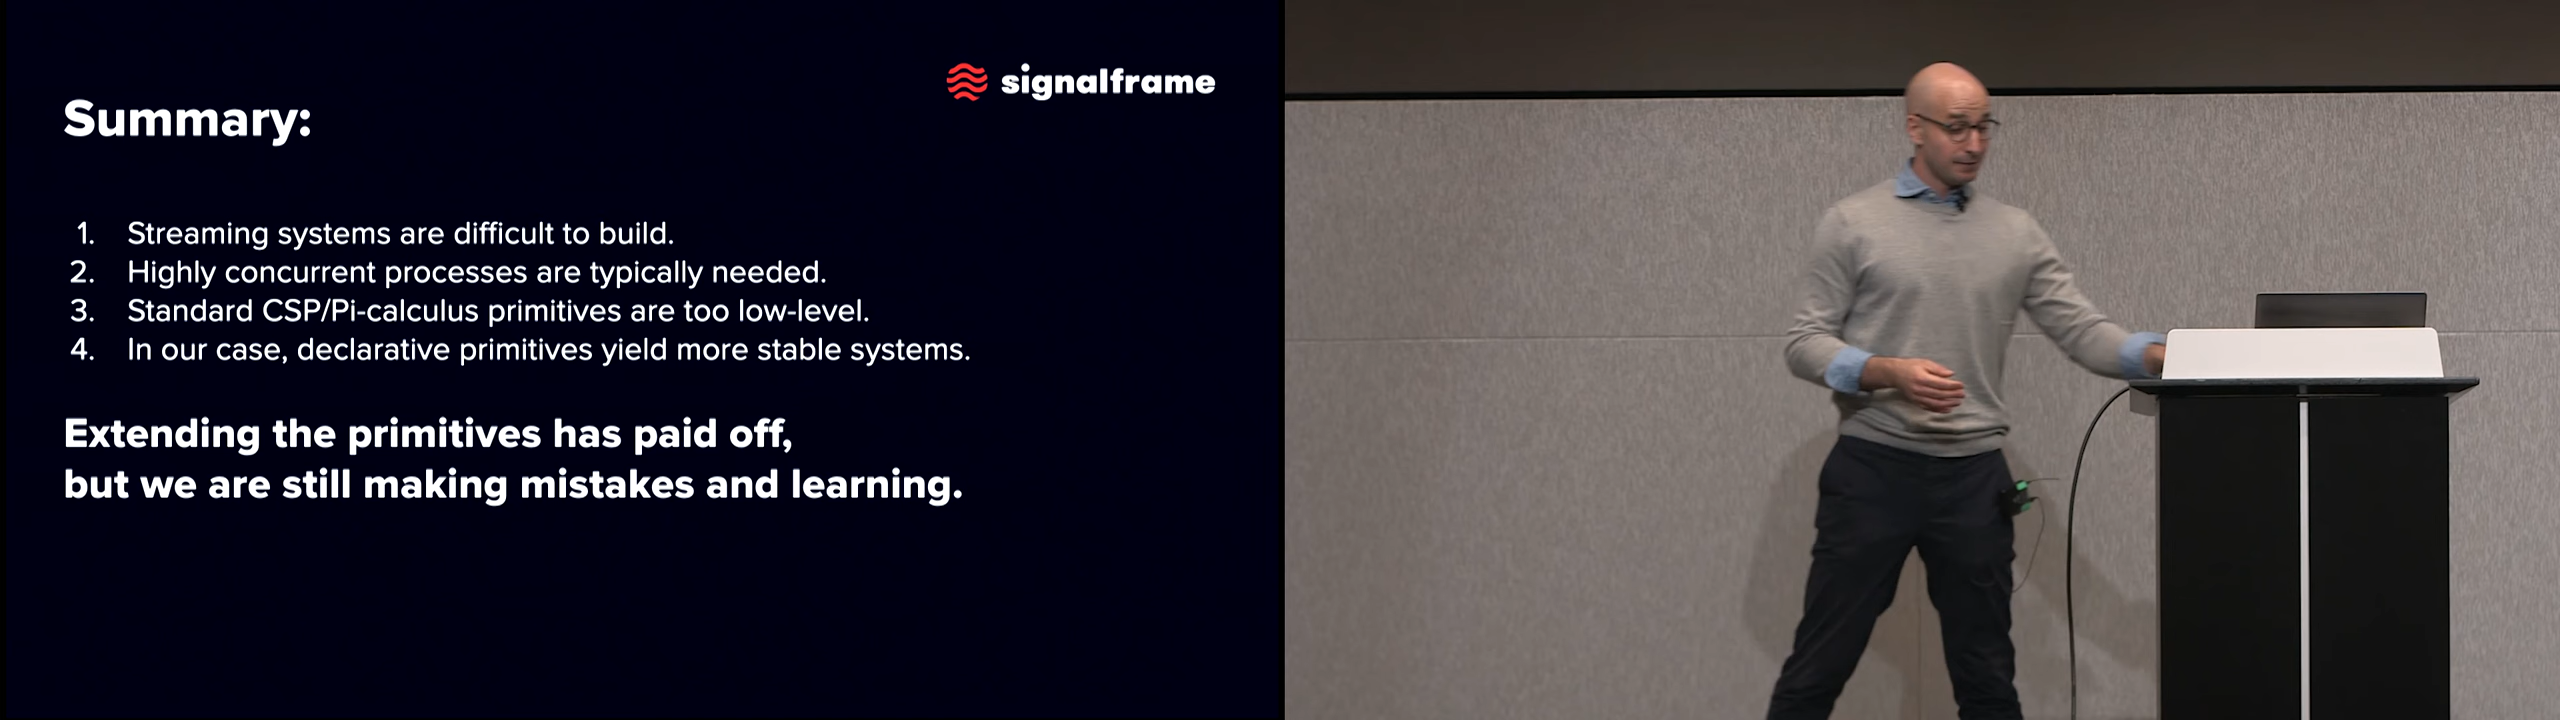 signalframe
Summary:
1. Streaming systems are difficult to build.
2. Highly concurrent processes are typically needed.
3. Standard CSP/Pi-calculus primitives are too low-level.
4. In our case, declarative primitives yield more stable systems.
Extending the primitives has paid off,
but we are still making mistakes and learning.